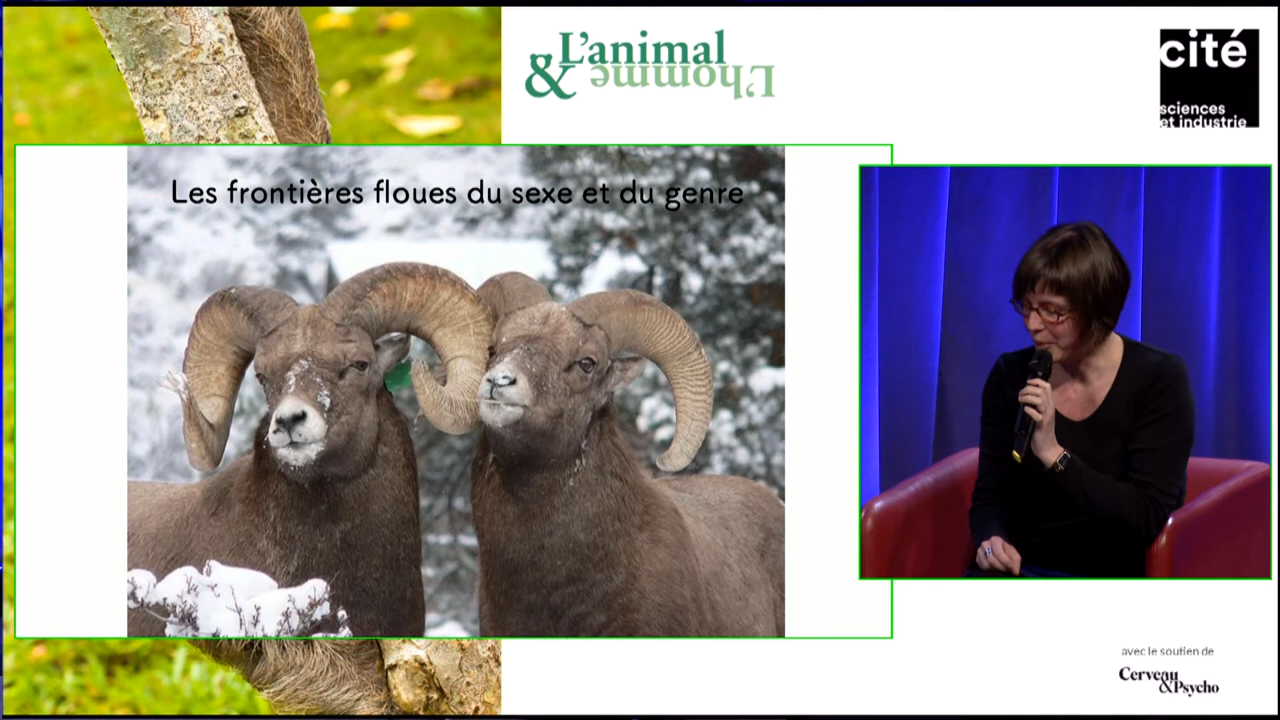 L'animal
& L'homme
cité
sciences
et industrie
Les frontières floues du sexe et du genre
avec le soutien de
Cerveau
&Psycho